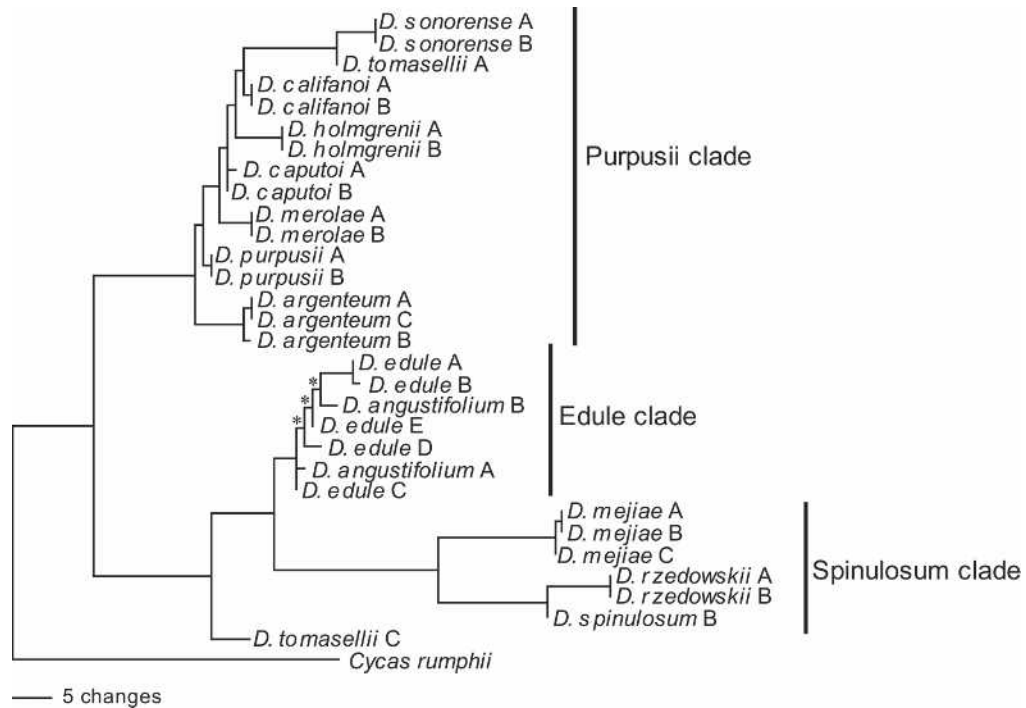 D. sonorense A
D. sonorense B
D. tomasellii A
D. califanoi A
D. califanoi B
D. holmgrenii A
D. holmgrenii B
Purpusii clade
D. caputoi A
D. caputoi B
D. merolae A
D. merolae B
D. purpusii A
D. purpusii B
D. argenteum A
D. argenteum C
D. argenteum B
D. edule A
* D. edule B
* D. angustifolium B
Edule clade
* D. edule E
D. edule D
D. angustifolium A
D. edule C
D. mejiae A
D. mejiae B
D. mejiae C
Spinulosum clade
D. rzedowskii A
D. rzedowskii B
D. spinulosum B
D. tomasellii C
Cycas rumphii
5 changes